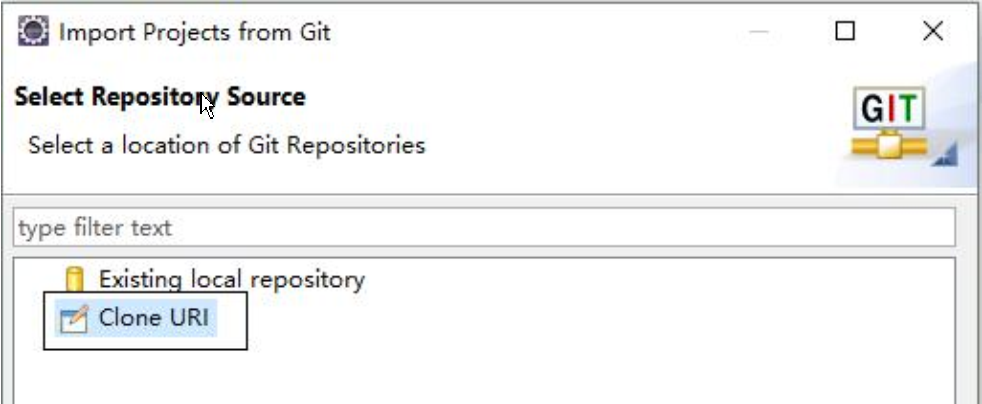 Import Projects from Git
Select Repository Source
Select a location of Git Repositories
GIT
type filter text
Existing local repository
Clone URI